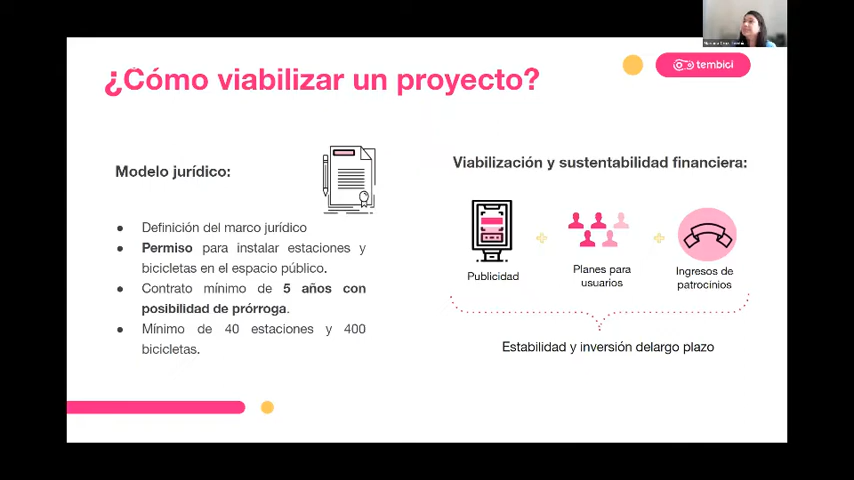 ¿Cómo viabilizar un proyecto?
tembici
Modelo jurídico:
Definición del marco jurídico
Permiso para instalar estaciones y
bicicletas en el espacio público.
Contrato mínimo de 5 años con
posibilidad de prórroga.
Mínimo de 40 estaciones y 400
bicicletas.
Viabilización y sustentabilidad financiera:
Publicidad
Planes para
usuarios
Ingresos de
patrocinios
Estabilidad y inversión delargo plazo